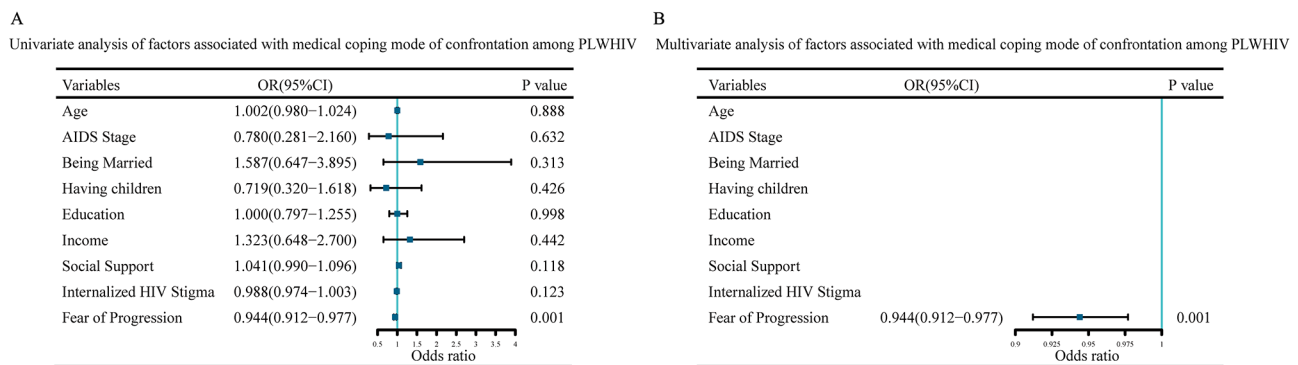 A
Univariate analysis of factors associated with medical coping mode of confrontation among PLWHIV
Variables OR(95%CI) P value
Age 1.002(0.980−1.024) 0.888
AIDS Stage 0.780(0.281−2.160) 0.632
Being Married 1.587(0.647−3.895) 0.313
Having children 0.719(0.320−1.618) 0.426
Education 1.000(0.797−1.255) 0.998
Income 1.323(0.648−2.700) 0.442
Social Support 1.041(0.990−1.096) 0.118
Internalized HIV Stigma 0.988(0.974−1.003) 0.123
Fear of Progression 0.944(0.912−0.977) 0.001
0.5 1 1.5 2 2.5 3 3.5 4
Odds ratio
B
Multivariate analysis of factors associated with medical coping mode of confrontation among PLWHIV
Variables OR(95%CI) P value
Age
AIDS Stage
Being Married
Having children
Education
Income
Social Support
Internalized HIV Stigma
Fear of Progression 0.944(0.912−0.977) 0.001
0.9 0.925 0.95 0.975 1
Odds ratio